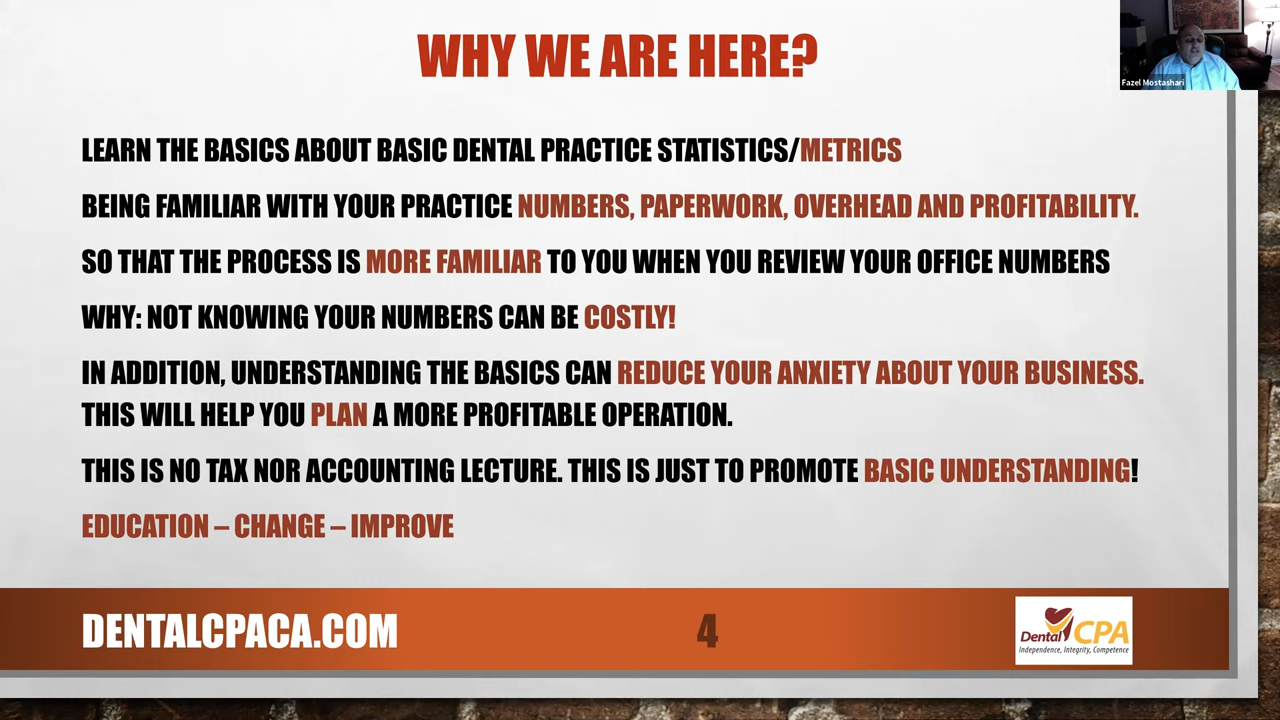 WHY WE ARE HERE?
Fazel Mostashari
LEARN THE BASICS ABOUT BASIC DENTAL PRACTICE STATISTICS/METRICS
BEING FAMILIAR WITH YOUR PRACTICE NUMBERS, PAPERWORK, OVERHEAD AND PROFITABILITY.
SO THAT THE PROCESS IS MORE FAMILIAR TO YOU WHEN YOU REVIEW YOUR OFFICE NUMBERS
WHY: NOT KNOWING YOUR NUMBERS CAN BE COSTLY!
IN ADDITION, UNDERSTANDING THE BASICS CAN REDUCE YOUR ANXIETY ABOUT YOUR BUSINESS.
THIS WILL HELP YOU PLAN A MORE PROFITABLE OPERATION.
THIS IS NO TAX NOR ACCOUNTING LECTURE. THIS IS JUST TO PROMOTE BASIC UNDERSTANDING!
EDUCATION – CHANGE – IMPROVE
DENTALCPACA.COM
4
Dental CPA
Independence, Integrity, Competence